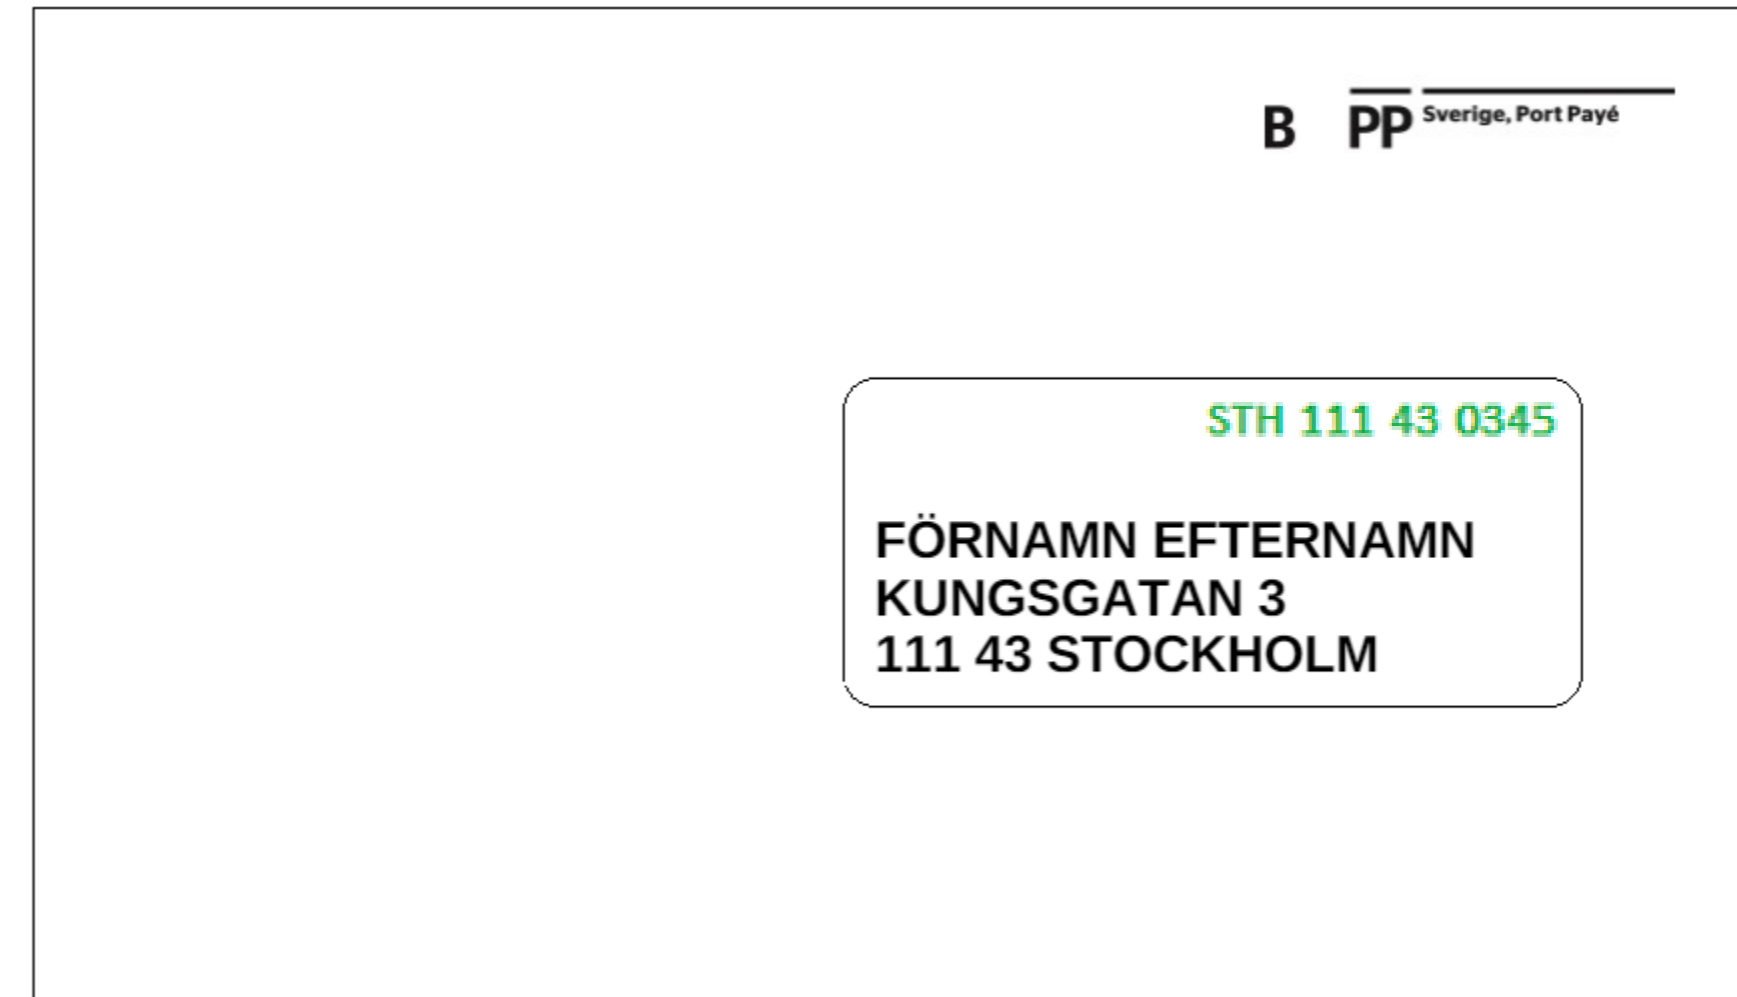 B PP Sverige, Port Payé
STH 111 43 0345
FÖRNAMN EFTERNAMN
KUNGSGATAN 3
111 43 STOCKHOLM